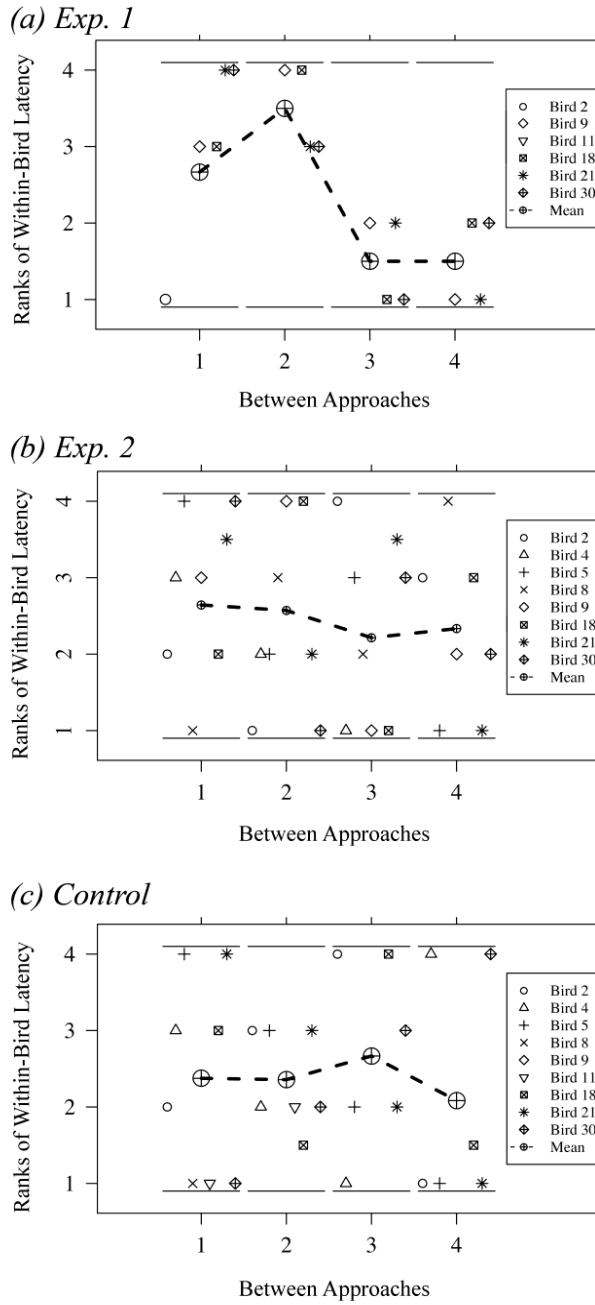 (a) Exp. 1
Ranks of Within-Bird Latency
4
3
2
1
1 2 3 4
Between Approaches
Bird 2
Bird 9
Bird 11
Bird 18
Bird 21
Bird 30
Mean
(b) Exp. 2
Ranks of Within-Bird Latency
4
3
2
1
1 2 3 4
Between Approaches
Bird 2
Bird 4
Bird 5
Bird 8
Bird 9
Bird 18
Bird 21
Bird 30
Mean
(c) Control
Ranks of Within-Bird Latency
4
3
2
1
1 2 3 4
Between Approaches
Bird 2
Bird 4
Bird 5
Bird 8
Bird 9
Bird 11
Bird 18
Bird 21
Bird 30
Mean